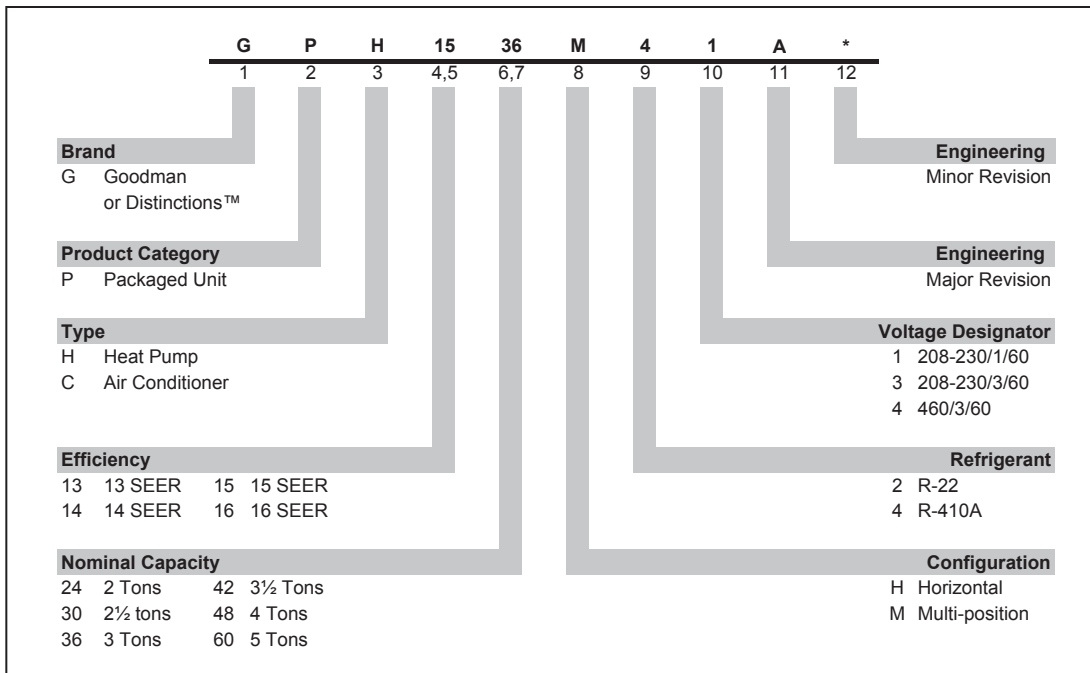 G P H 15 36 M 4 1 A *
1 2 3 4,5 6,7 8 9 10 11 12
Brand
G Goodman
or Distinctions™
Product Category
P Packaged Unit
Type
H Heat Pump
C Air Conditioner
Efficiency
13 13 SEER 15 15 SEER
14 14 SEER 16 16 SEER
Nominal Capacity
24 2 Tons 42 3½ Tons
30 2½ tons 48 4 Tons
36 3 Tons 60 5 Tons
Engineering
Minor Revision
Engineering
Major Revision
Voltage Designator
1 208-230/1/60
3 208-230/3/60
4 460/3/60
Refrigerant
2 R-22
4 R-410A
Configuration
H Horizontal
M Multi-position